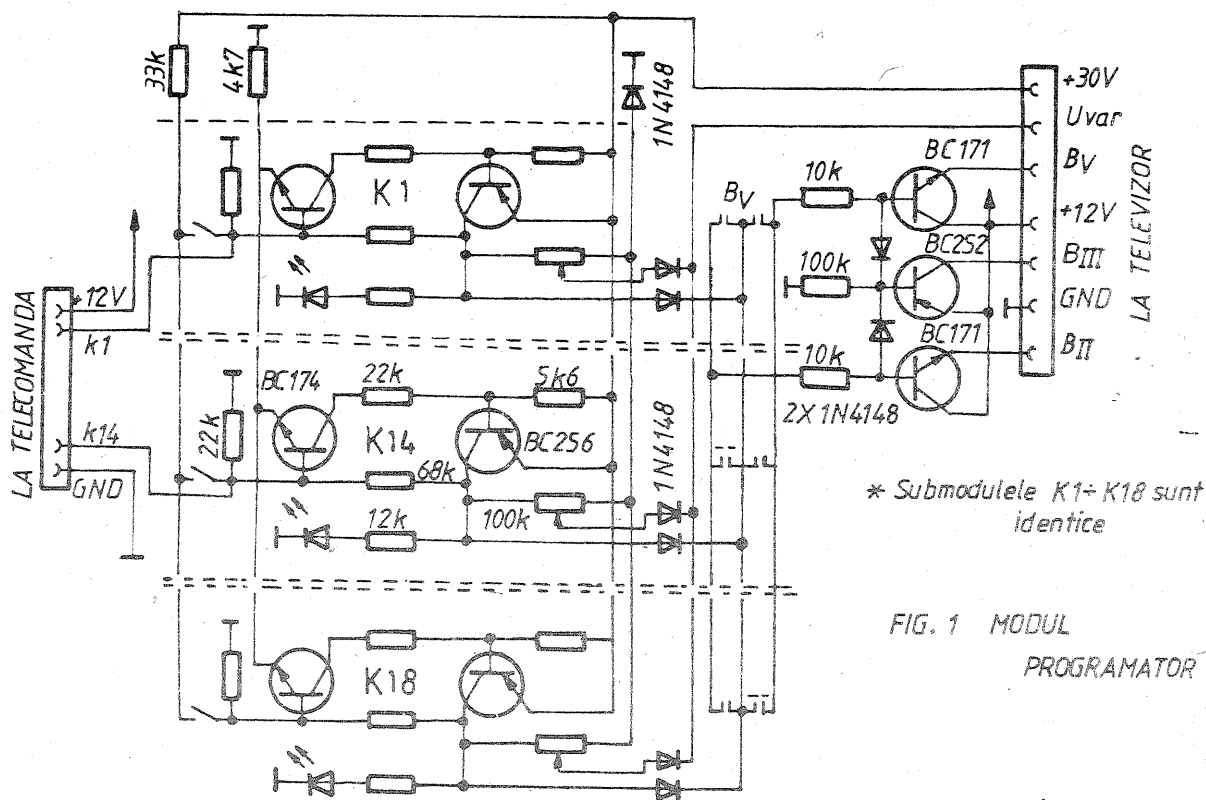 33k
4k7
1N4148
+30V
Uvar
BC171
BV
10k
BV
+12V
K1
BC252
BIII
100k
GND
BC171
BII
LA TELEVIZOR
LA TELECOMANDA
+12V
k1
10k
2X1N4148
BC174
22k
5k6
k14
22k
K14
BC256
1N4148
68k
GND
12k
100k
* Submodulele K1÷K18 sunt
identice
K18
FIG. 1 MODUL
PROGRAMATOR